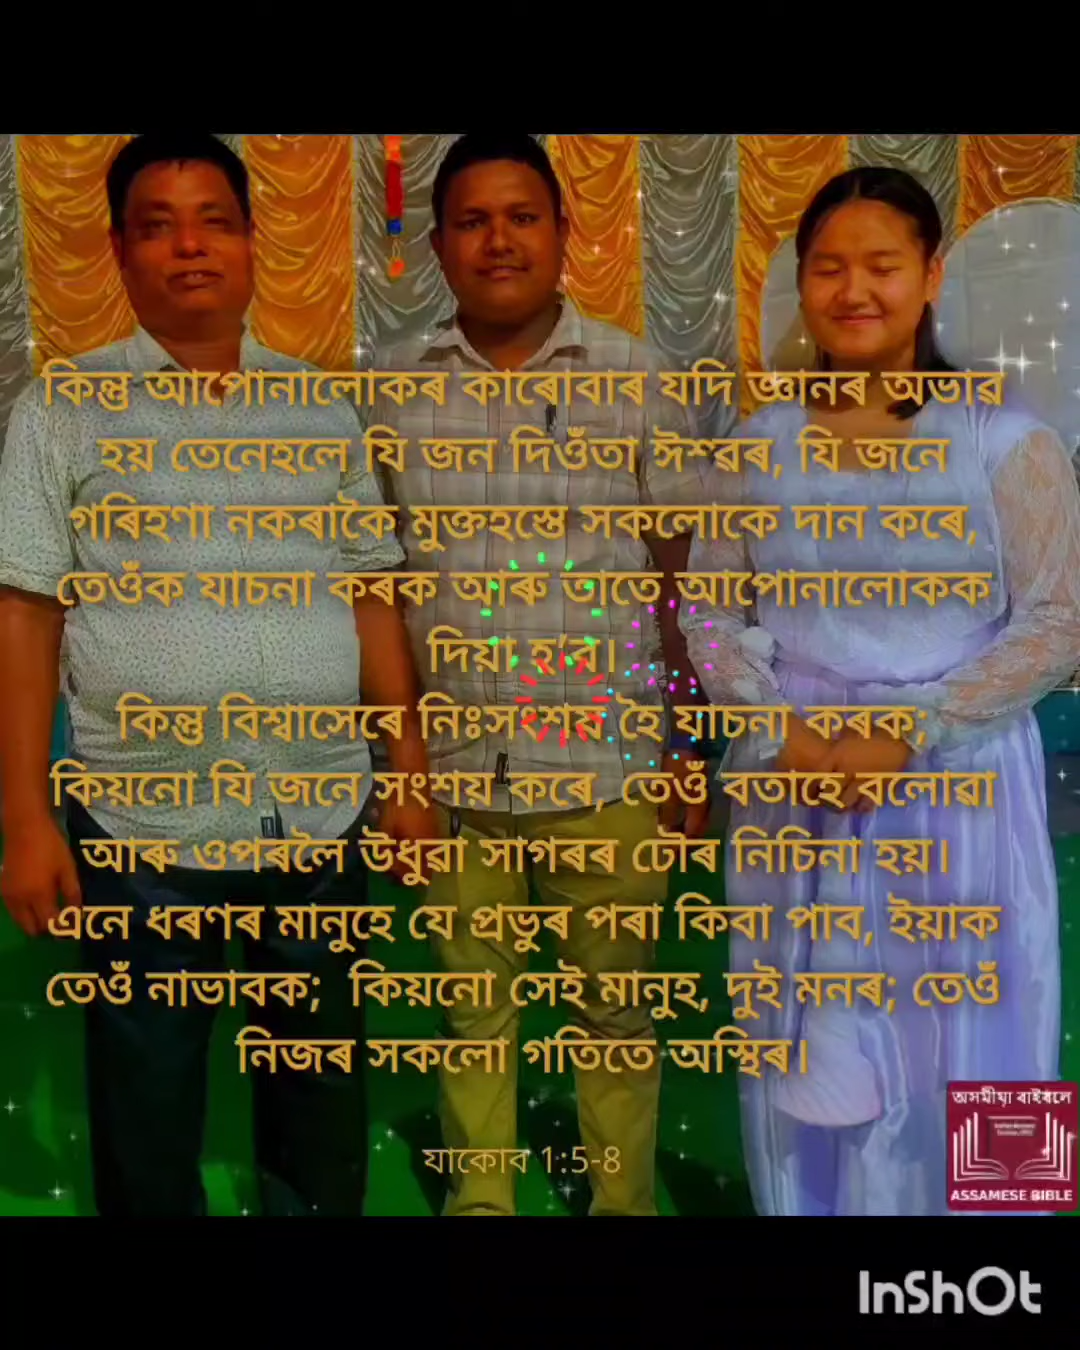 কিন্তু আপোনালোকৰ কাৰোবাৰ যদি জ্ঞানৰ অভাৱ
হয় তেনেহলে যি জন দিওঁতা ঈশ্বৰ, যি জনে
গৰিহণা নকৰাকৈ মুক্তহস্তে সকলোকে দান কৰে,
তেওঁক যাচনা কৰক আৰু তাতে আপোনালোকক
দিয়া হ’ব।
কিন্তু বিশ্বাসেৰে নিঃসংশয় হৈ যাচনা কৰক;
কিয়নো যি জনে সংশয় কৰে, তেওঁ বতাহে বলোৱা
আৰু ওপৰলৈ উধুৱা সাগৰৰ ঢৌৰ নিচিনা হয়।
এনে ধৰণৰ মানুহে যে প্ৰভুৰ পৰা কিবা পাব, ইয়াক
তেওঁ নাভাবক; কিয়নো সেই মানুহ, দুই মনৰ; তেওঁ
নিজৰ সকলো গতিতে অস্থিৰ।
যাকোব 1:5-8
অসমীয়া বাইবেল
ASSAMESE BIBLE
InShOt